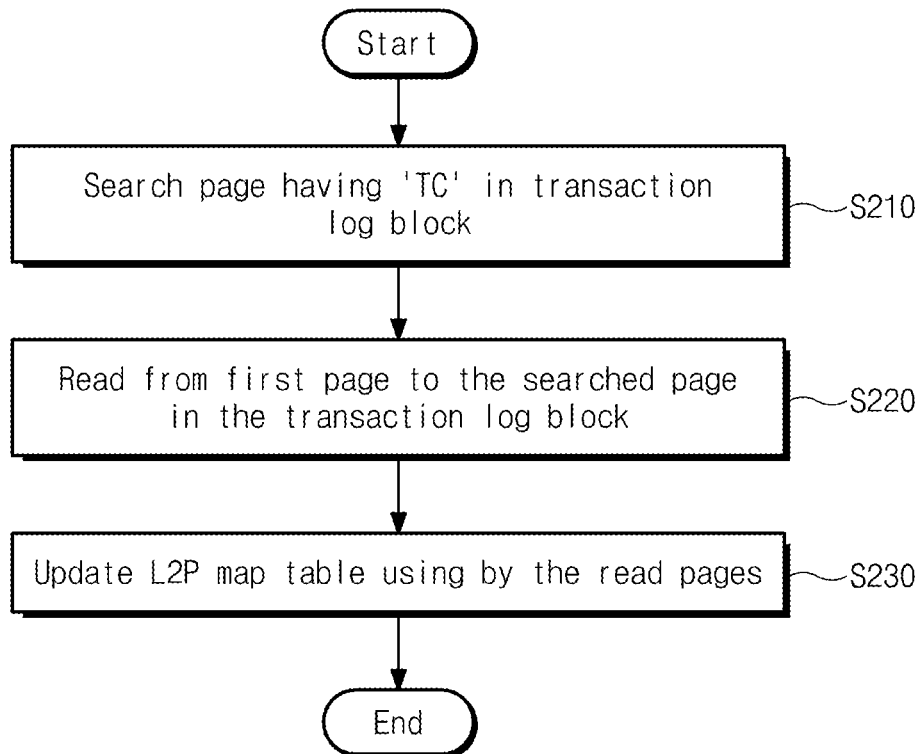 Start
Search page having 'TC' in transaction
log block
S210
Read from first page to the searched page
in the transaction log block
S220
Update L2P map table using by the read pages
S230
End